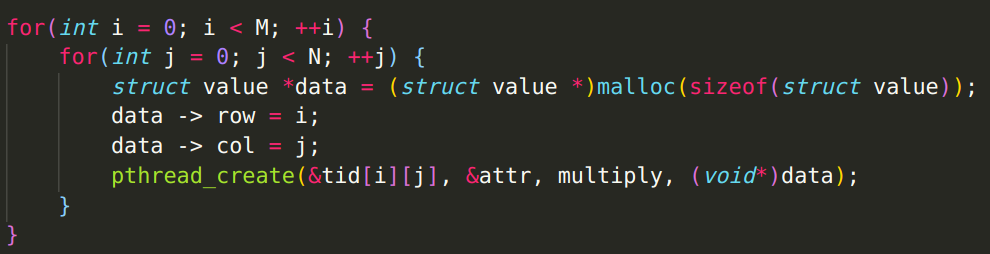 for(int i = 0; i < M; ++i) {
    for(int j = 0; j < N; ++j) {
        struct value *data = (struct value *)malloc(sizeof(struct value));
        data -> row = i;
        data -> col = j;
        pthread_create(&tid[i][j], &attr, multiply, (void*)data);
    }
}